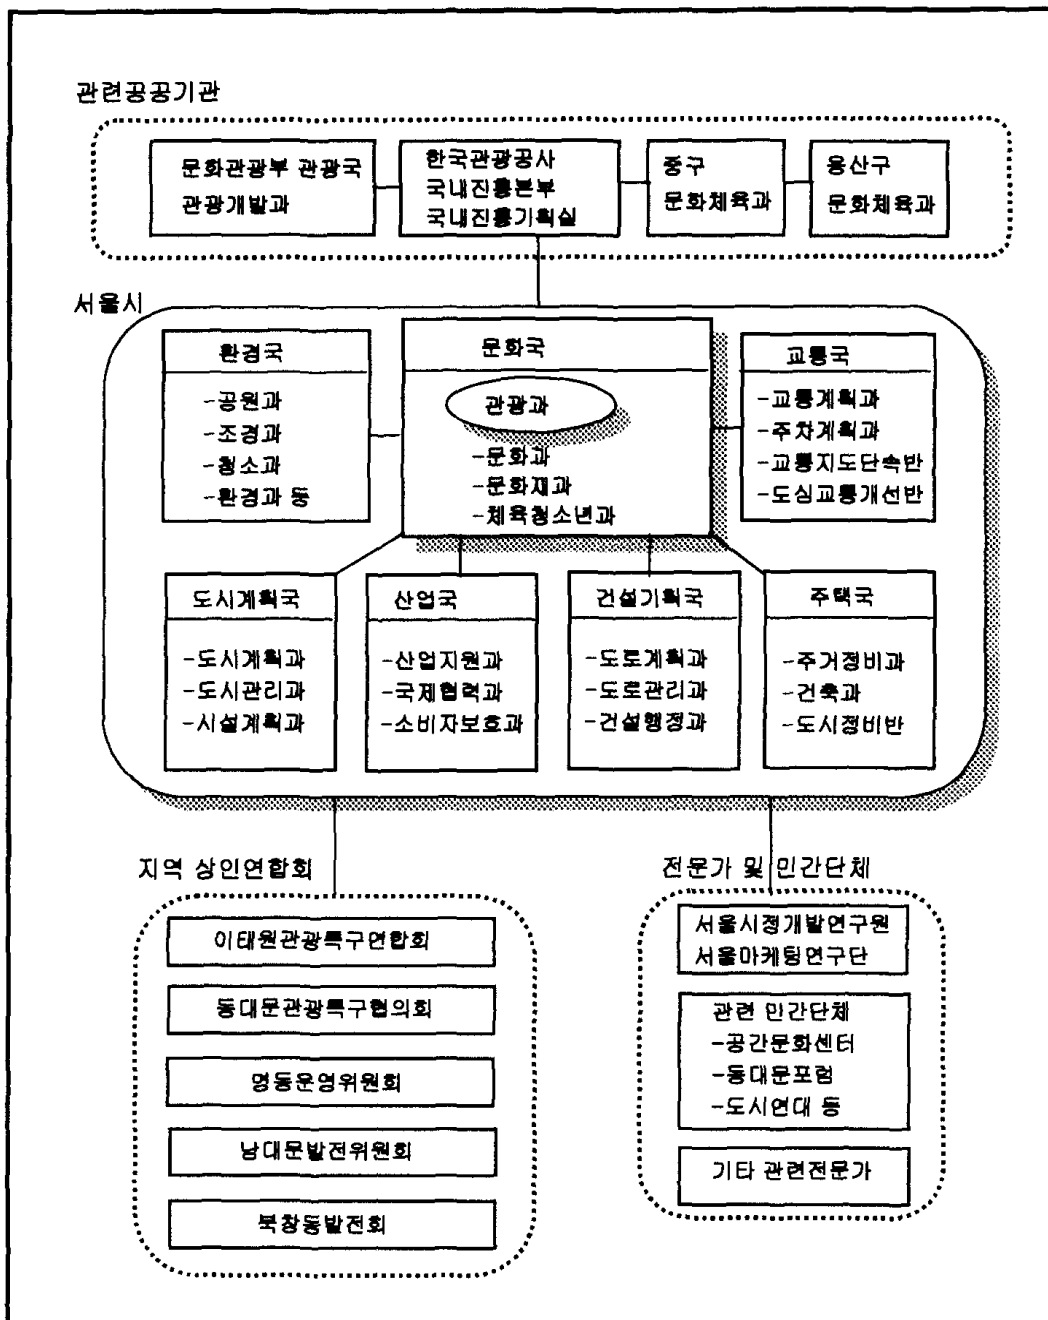 관련공공기관
문화관광부 관광국
관광개발과
한국관광공사
국내진흥본부
국내진흥기획실
중구
문화체육과
용산구
문화체육과
서울시
환경국
-공원과
-조경과
-청소과
-환경과 등
문화국
관광과
-문화과
-문화재과
-체육청소년과
교통국
-교통계획과
-주차계획과
-교통지도단속반
-도심교통개선반
도시계획국
-도시계획과
-도시관리과
-시설계획과
산업국
-산업지원과
-국제협력과
-소비자보호과
건설기획국
-도로계획과
-도로관리과
-건설행정과
주택국
-주거정비과
-건축과
-도시정비반
지역 상인연합회
이태원관광특구연합회
동대문관광특구협의회
명동운영위원회
남대문발전위원회
북창동발전회
전문가 및 민간단체
서울시정개발연구원
서울마케팅연구단
관련 민간단체
-공간문화센터
-동대문포럼
-도시연대 등
기타 관련전문가